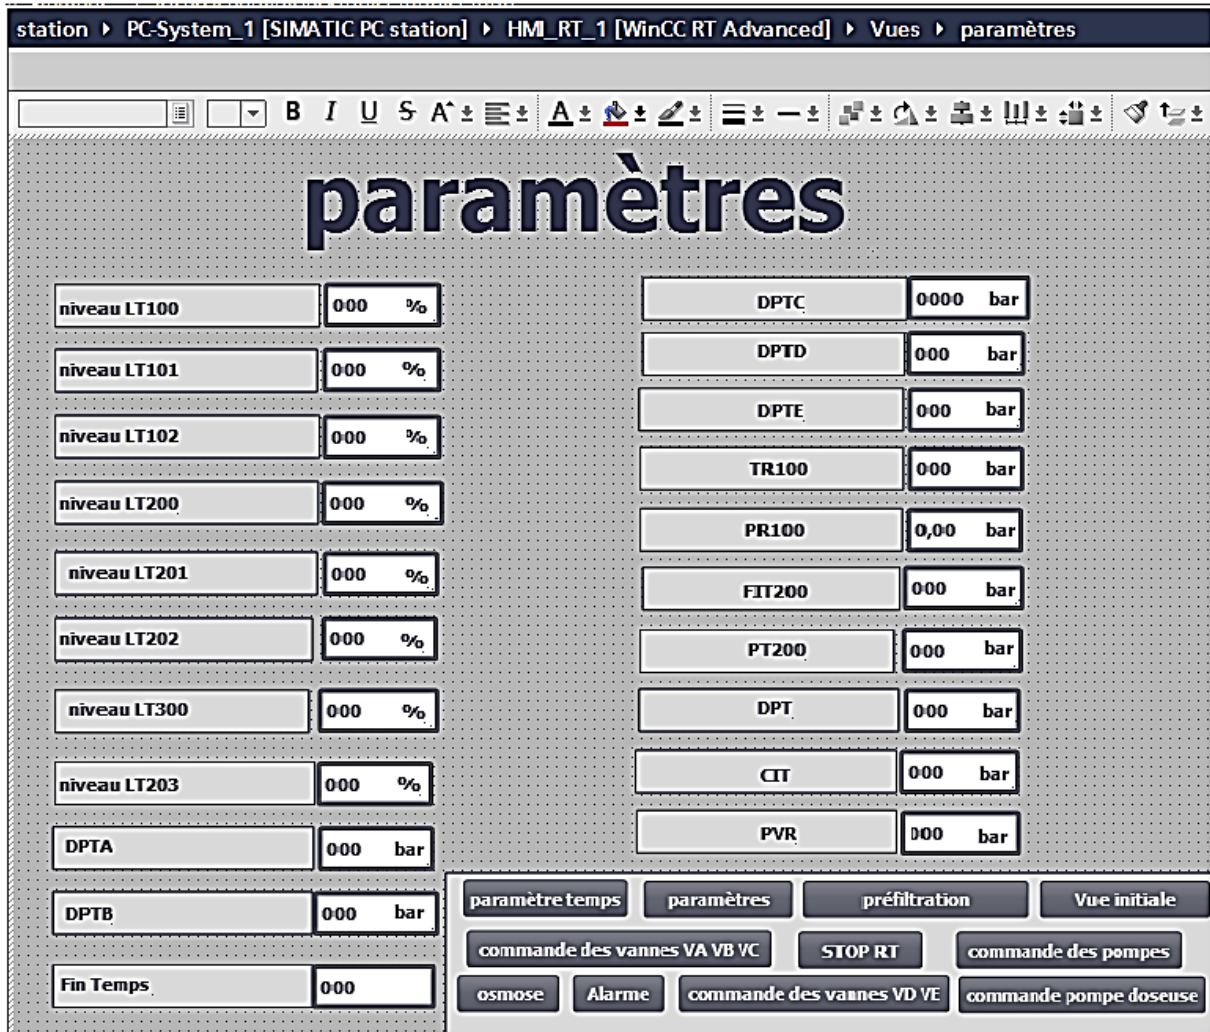 station ▸ PC-System_1 [SIMATIC PC station] ▸ HMI_RT_1 [WinCC RT Advanced] ▸ Vues ▸ paramètres
B I U S A A
paramètres
niveau LT100 000 %
niveau LT101 000 %
niveau LT102 000 %
niveau LT200 000 %
niveau LT201 000 %
niveau LT202 000 %
niveau LT300 000 %
niveau LT203 000 %
DPTA 000 bar
DPTB 000 bar
Fin Temps 000
DPTC 0000 bar
DPTD 000 bar
DPTE 000 bar
TR100 000 bar
PR100 0,00 bar
FIT200 000 bar
PT200 000 bar
DPT 000 bar
CIT 000 bar
PVR 000 bar
paramètre temps paramètres préfiltration Vue initiale
commande des vannes VA VB VC STOP RT commande des pompes
osmose Alarme commande des vannes VD VE commande pompe doseuse